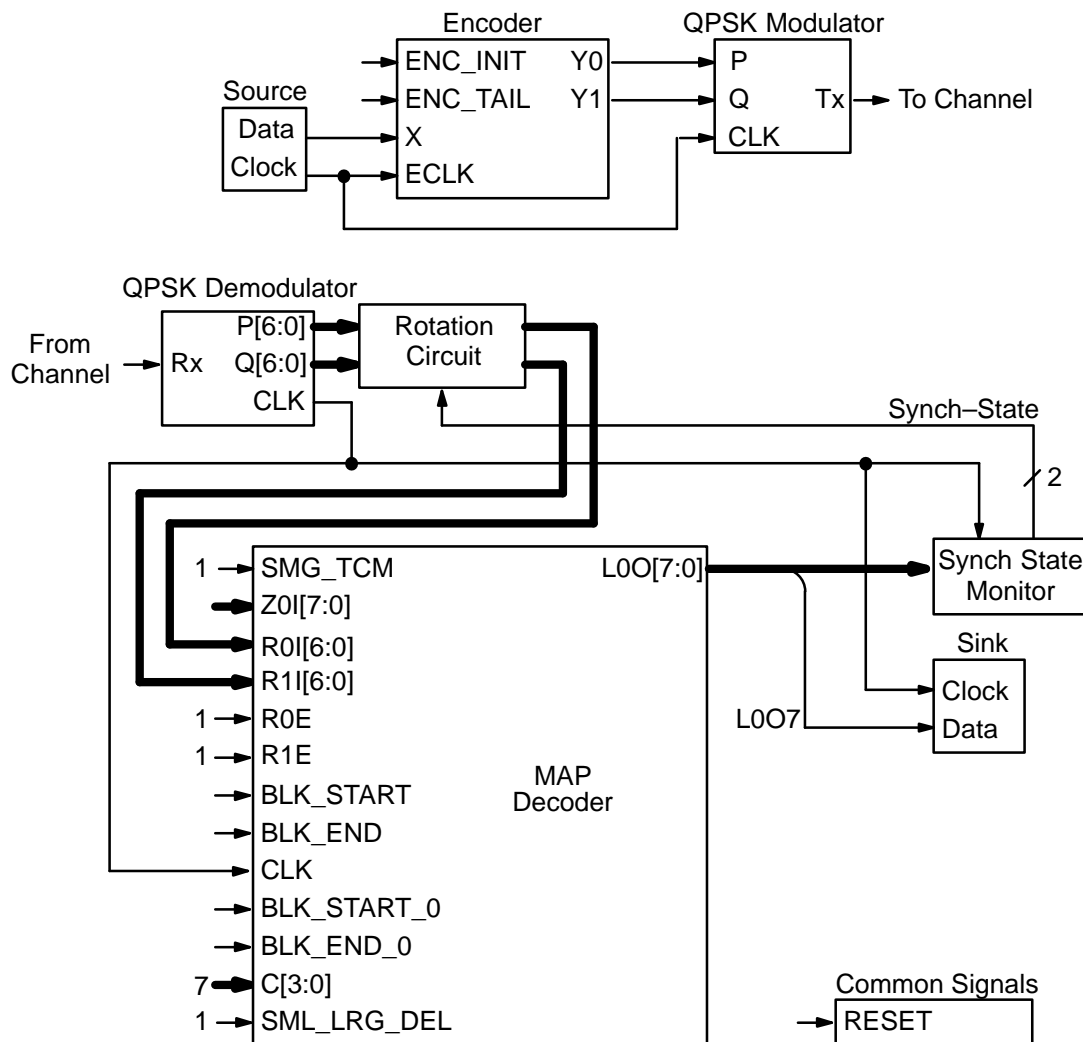 Encoder
QPSK Modulator
ENC_INIT Y0
P
Source
ENC_TAIL Y1
Q Tx
To Channel
Data
X
CLK
Clock
ECLK
QPSK Demodulator
P[6:0]
Rotation
Circuit
From
Channel
Rx
Q[6:0]
CLK
Synch–State
2
1
SMG_TCM
L0O[7:0]
Synch State
Monitor
Z0I[7:0]
R0I[6:0]
Sink
R1I[6:0]
Clock
1
R0E
L0O7
Data
1
R1E
MAP
Decoder
BLK_START
BLK_END
CLK
BLK_START_0
BLK_END_0
7
C[3:0]
Common Signals
1
SML_LRG_DEL
RESET